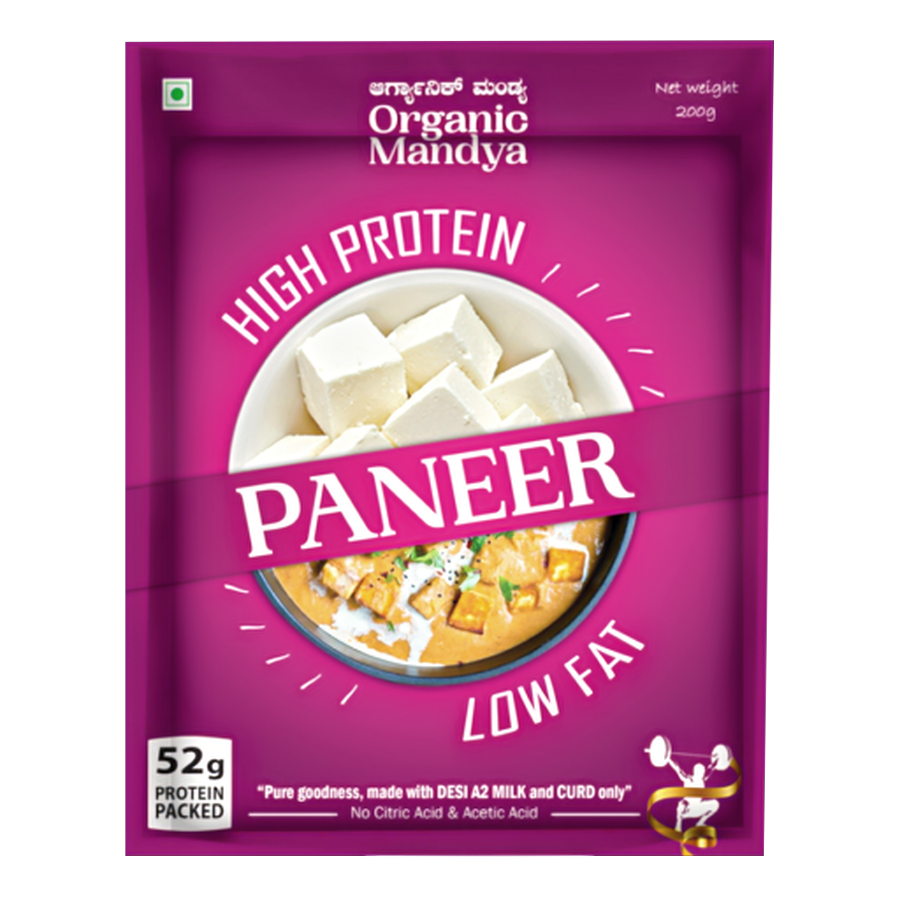 ಆರ್ಗ್ಯಾನಿಕ್ ಮಂಡ್ಯ
Organic
Mandya
Net weight
200g
HIGH PROTEIN
PANEER
LOW FAT
52g
PROTEIN
PACKED
“Pure goodness, made with DESI A2 MILK and CURD only”
No Citric Acid & Acetic Acid